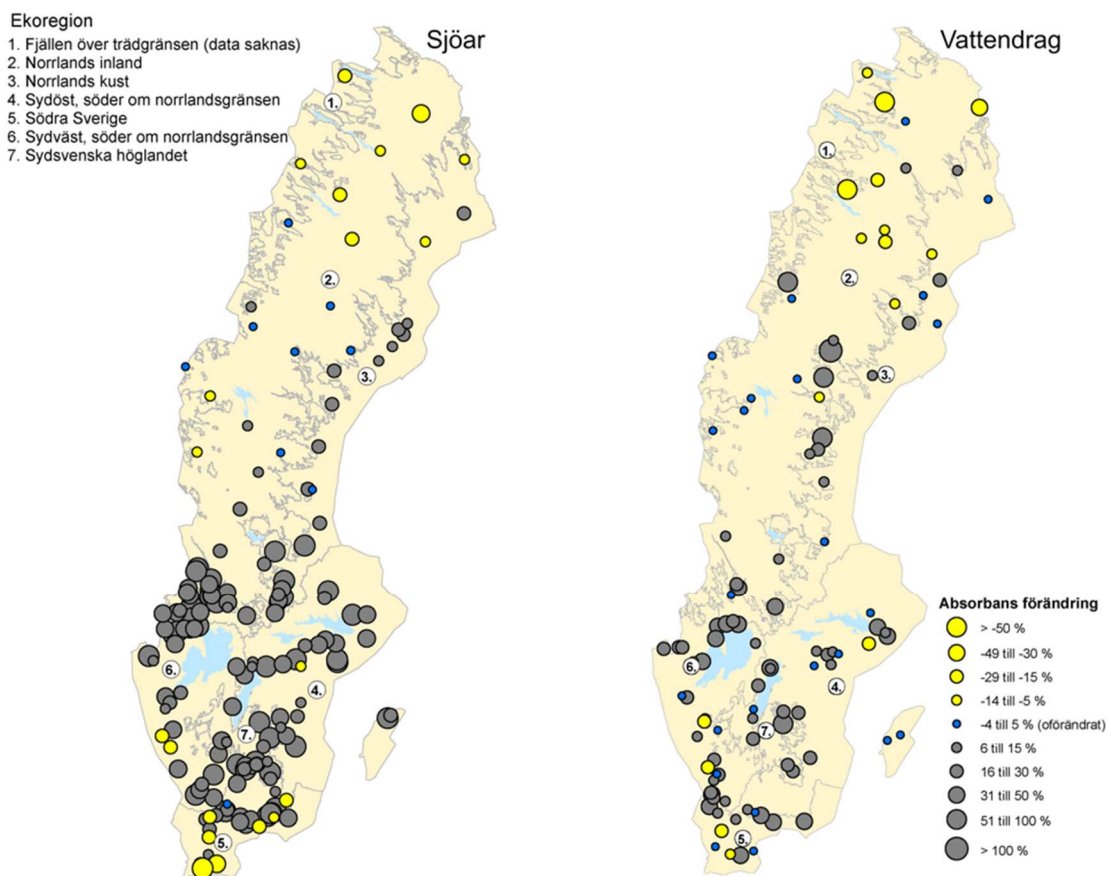 Ekoregion
1. Fjällen över trädgränsen (data saknas)
2. Norrlands inland
3. Norrlands kust
4. Sydöst, söder om norrlandsgränsen
5. Södra Sverige
6. Sydväst, söder om norrlandsgränsen
7. Sydsvenska höglandet
Sjöar
1.
2.
3.
6.
4.
7.
5.
Vattendrag
1.
2.
3.
6.
4.
7.
5.
Absorbans förändring
> -50 %
-49 till -30 %
-29 till -15 %
-14 till -5 %
-4 till 5 % (oförändrat)
6 till 15 %
16 till 30 %
31 till 50 %
51 till 100 %
> 100 %